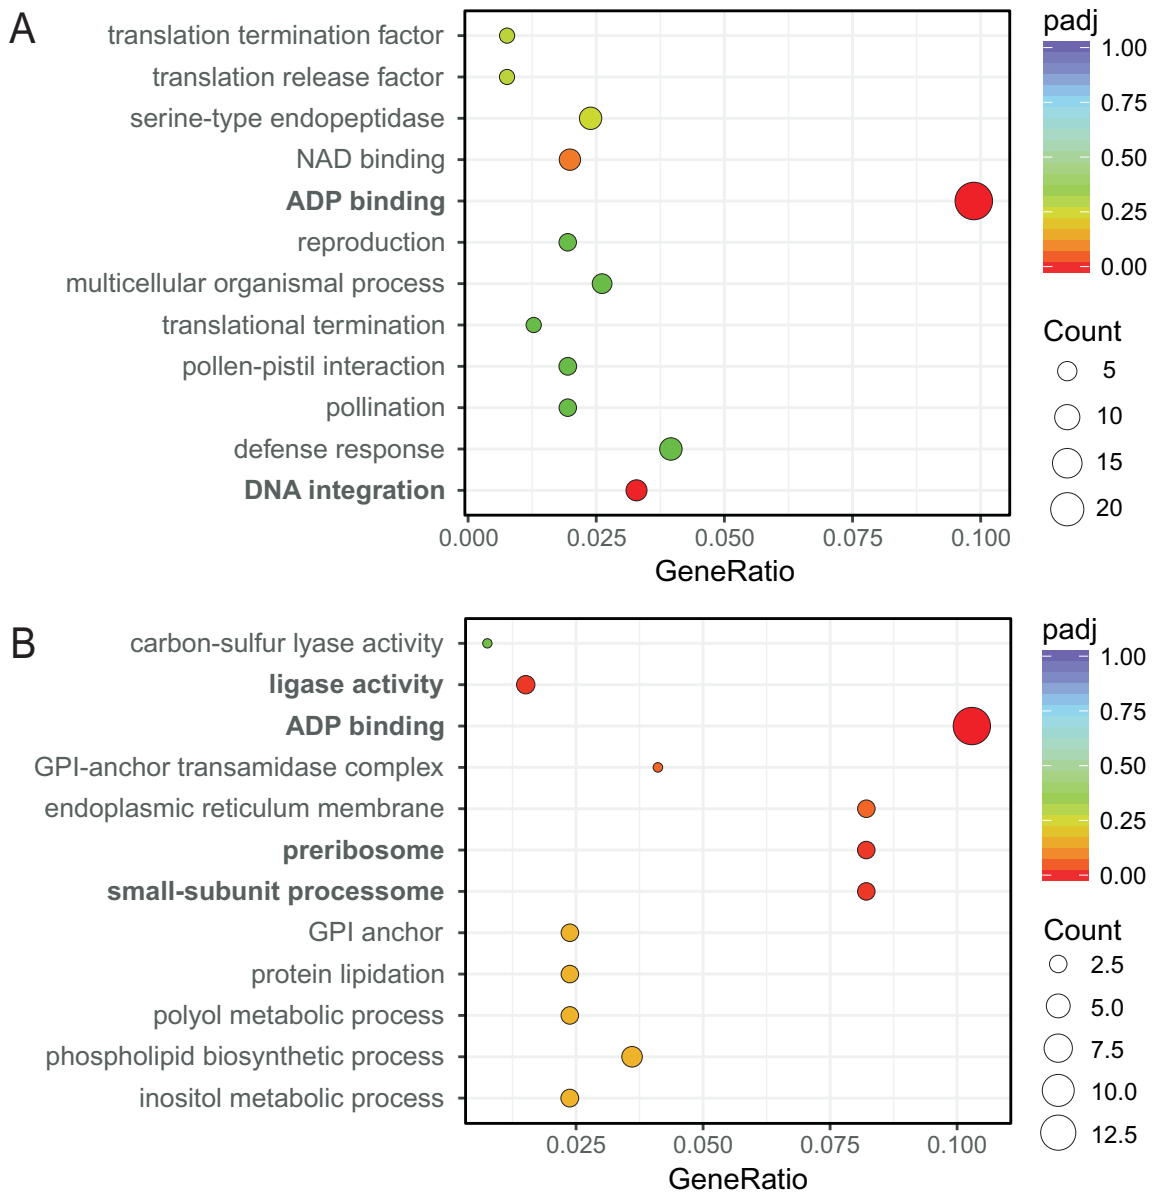 A
translation termination factor
translation release factor
serine-type endopeptidase
NAD binding
ADP binding
reproduction
multicellular organismal process
translational termination
pollen-pistil interaction
pollination
defense response
DNA integration
0.000 0.025 0.050 0.075 0.100
GeneRatio
padj
1.00
0.75
0.50
0.25
0.00
Count
5
10
15
20
B
carbon-sulfur lyase activity
ligase activity
ADP binding
GPI-anchor transamidase complex
endoplasmic reticulum membrane
preribosome
small-subunit processome
GPI anchor
protein lipidation
polyol metabolic process
phospholipid biosynthetic process
inositol metabolic process
0.025 0.050 0.075 0.100
GeneRatio
padj
1.00
0.75
0.50
0.25
0.00
Count
2.5
5.0
7.5
10.0
12.5